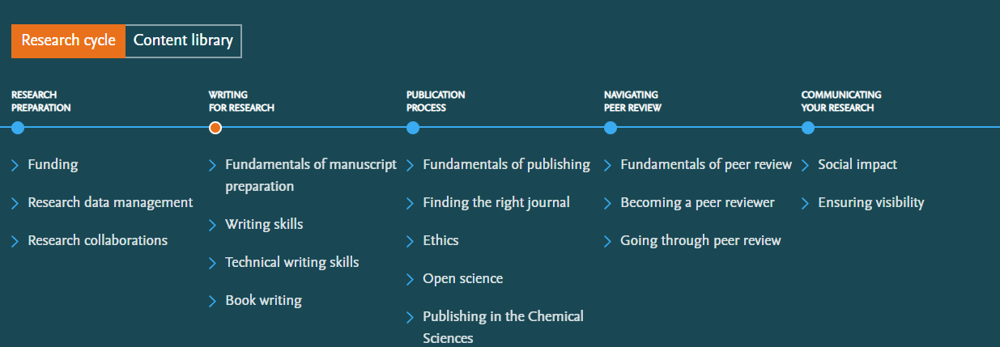 Research cycle
Content library
RESEARCH
PREPARATION
Funding
Research data management
Research collaborations
WRITING
FOR RESEARCH
Fundamentals of manuscript
preparation
Writing skills
Technical writing skills
Book writing
PUBLICATION
PROCESS
Fundamentals of publishing
Finding the right journal
Ethics
Open science
Publishing in the Chemical
Sciences
NAVIGATING
PEER REVIEW
Fundamentals of peer review
Becoming a peer reviewer
Going through peer review
COMMUNICATING
YOUR RESEARCH
Social impact
Ensuring visibility